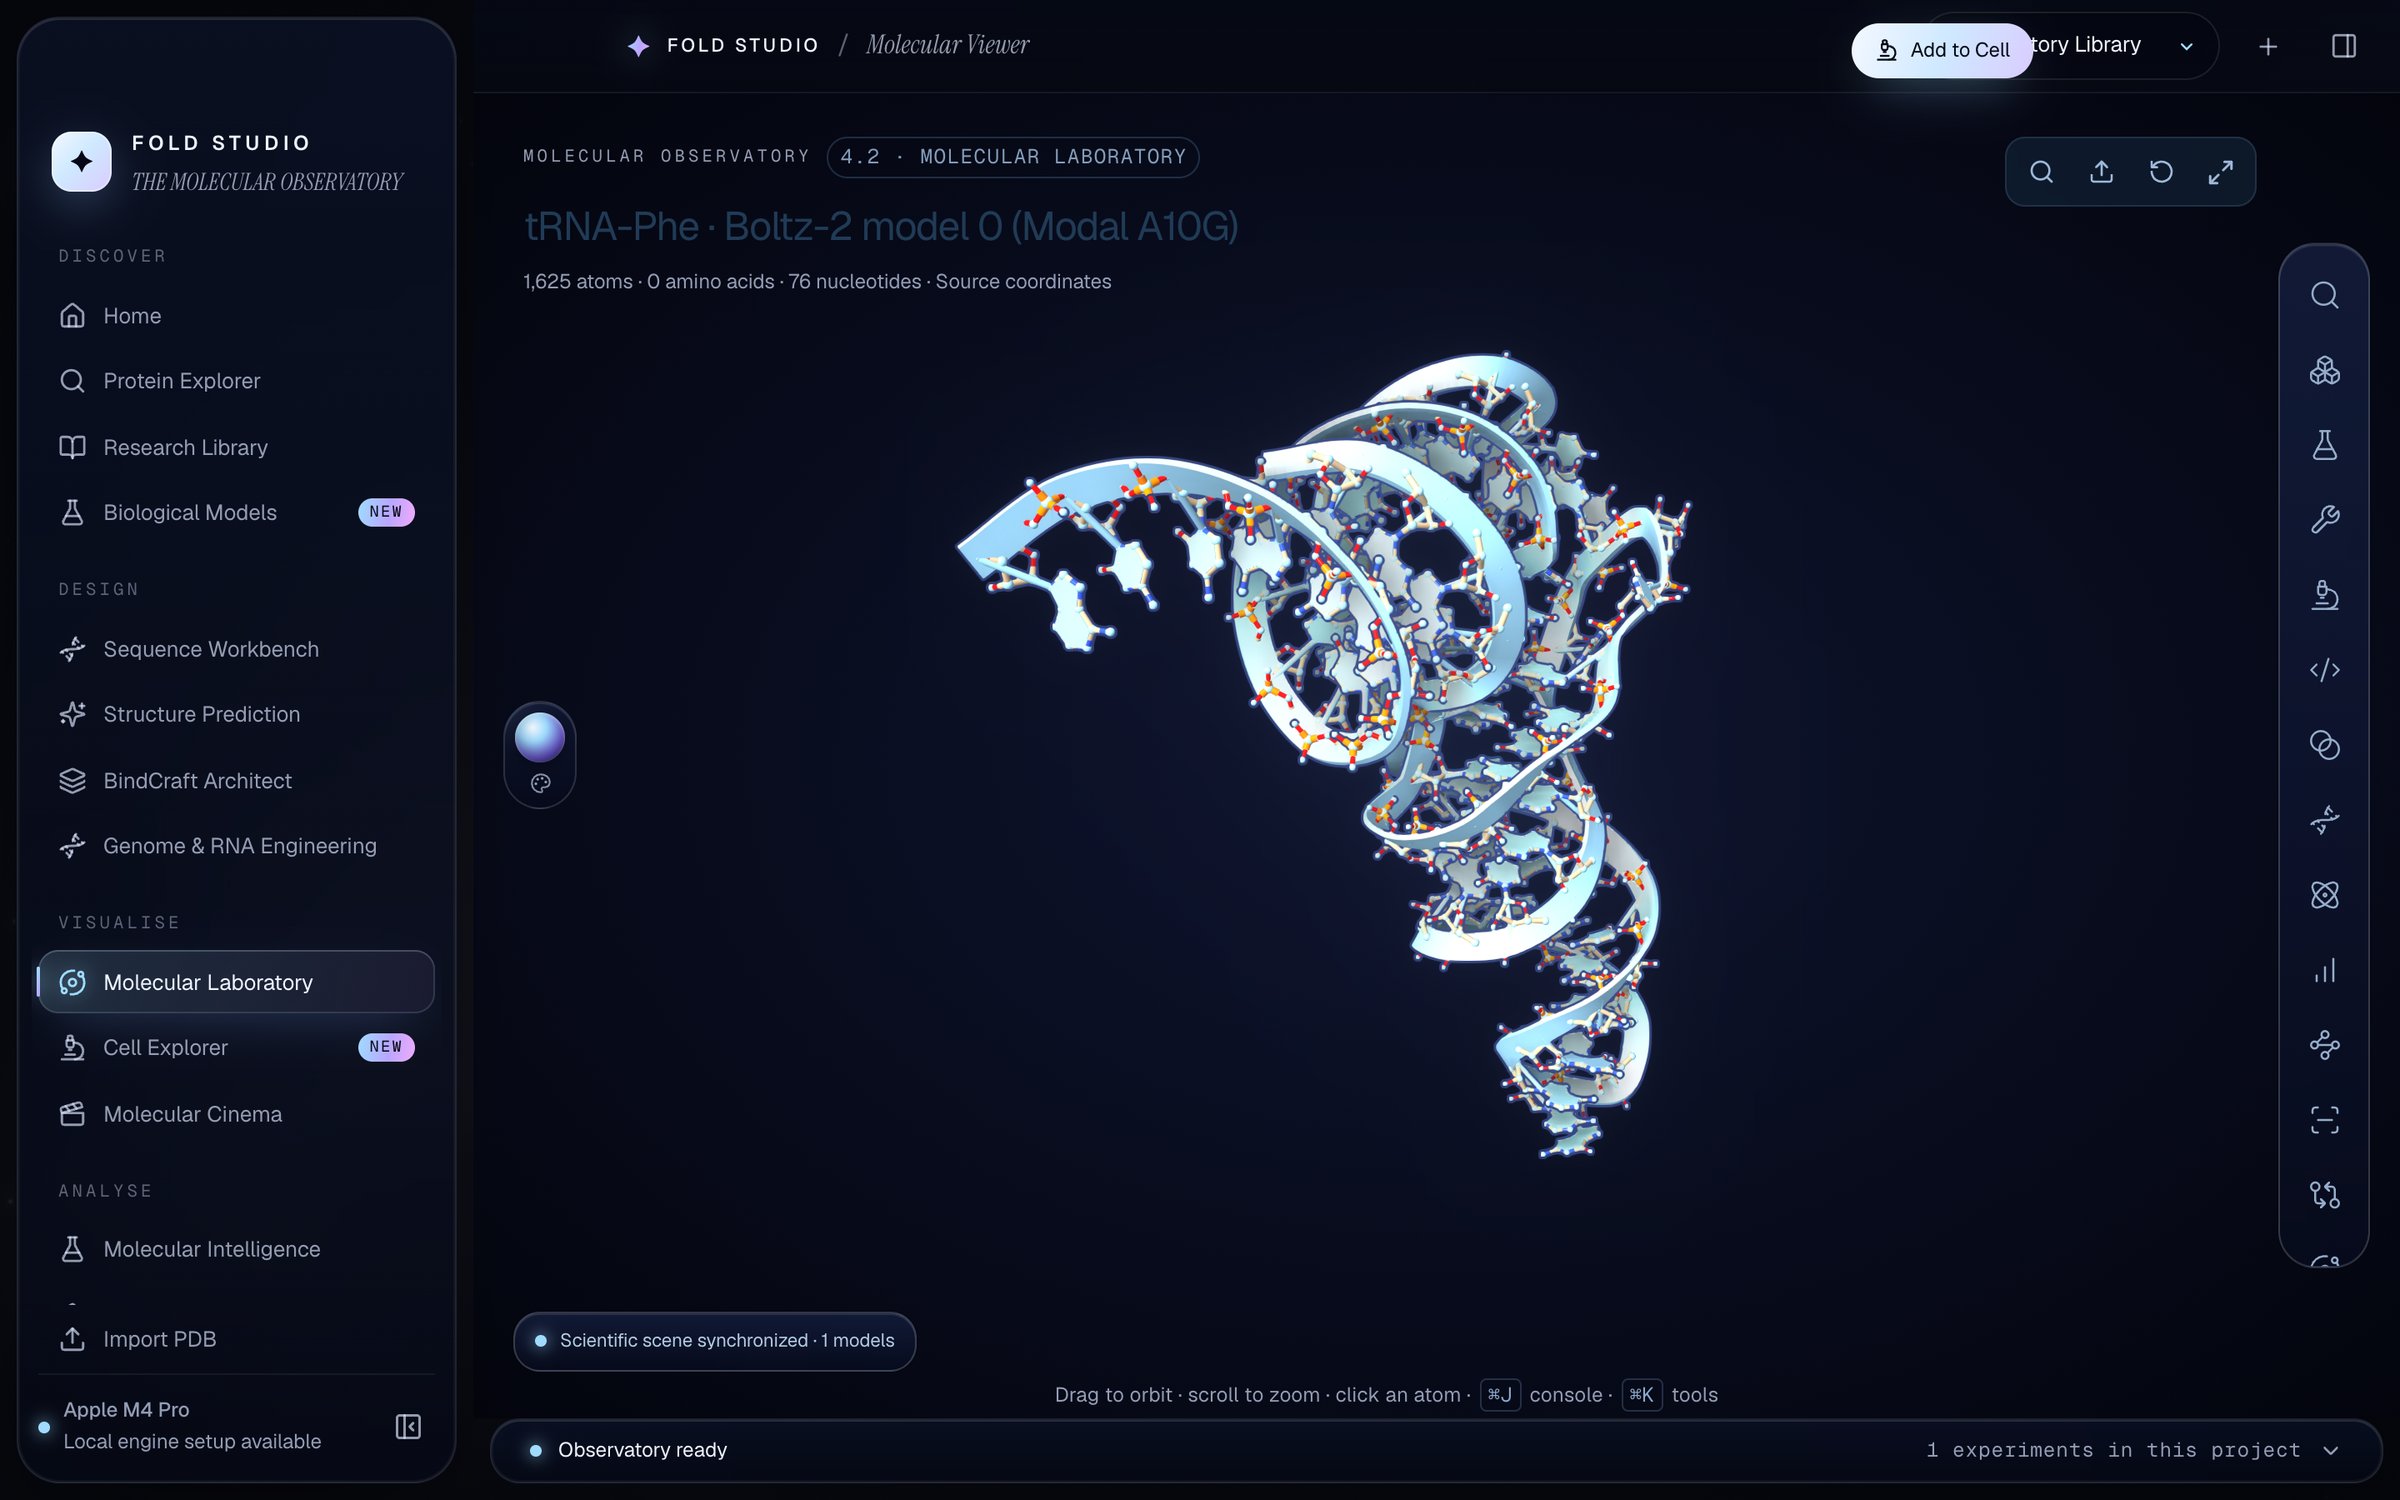 FOLD STUDIO
THE MOLECULAR OBSERVATORY
DISCOVER
Home
Protein Explorer
Research Library
Biological Models NEW
DESIGN
Sequence Workbench
Structure Prediction
BindCraft Architect
Genome & RNA Engineering
VISUALISE
Molecular Laboratory
Cell Explorer NEW
Molecular Cinema
ANALYSE
Molecular Intelligence
Import PDB
Apple M4 Pro
Local engine setup available
FOLD STUDIO / Molecular Viewer
Add to Cell
tory Library
MOLECULAR OBSERVATORY 4.2 · MOLECULAR LABORATORY
tRNA-Phe · Boltz-2 model 0 (Modal A10G)
1,625 atoms · 0 amino acids · 76 nucleotides · Source coordinates
Scientific scene synchronized · 1 models
Drag to orbit · scroll to zoom · click an atom · ⌘J console · ⌘K tools
Observatory ready
1 experiments in this project